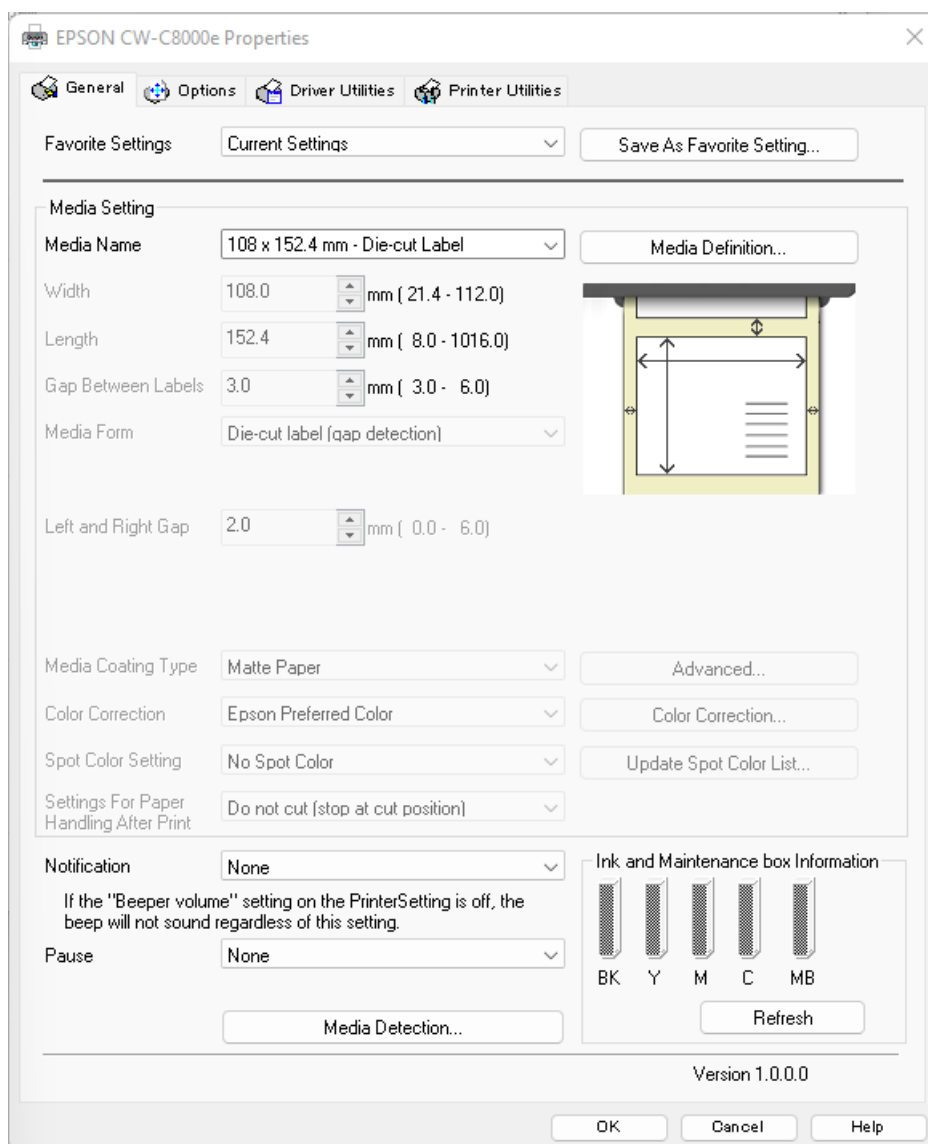 EPSON CW-C8000e Properties
General Options Driver Utilities Printer Utilities
Favorite Settings Current Settings Save As Favorite Setting...
Media Setting
Media Name 108 x 152.4 mm - Die-cut Label Media Definition...
Width 108.0 mm ( 21.4 - 112.0)
Length 152.4 mm ( 8.0 - 1016.0)
Gap Between Labels 3.0 mm ( 3.0 - 6.0)
Media Form Die-cut label (gap detection)
Left and Right Gap 2.0 mm ( 0.0 - 6.0)
Media Coating Type Matte Paper Advanced...
Color Correction Epson Preferred Color Color Correction...
Spot Color Setting No Spot Color Update Spot Color List...
Settings For Paper
Handling After Print Do not cut (stop at cut position)
Notification None
If the "Beeper volume" setting on the PrinterSetting is off, the
beep will not sound regardless of this setting.
Pause None
Media Detection...
Ink and Maintenance box Information
BK Y M C MB
Refresh
Version 1.0.0.0
OK Cancel Help